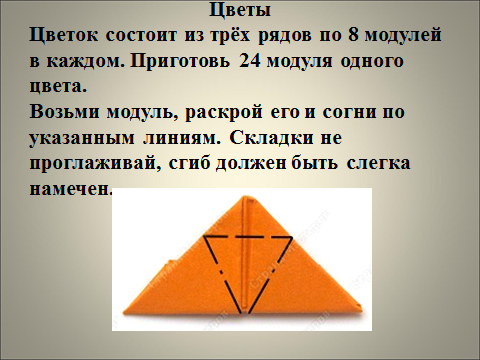 Цветы
Цветок состоит из трёх рядов по 8 модулей
в каждом. Приготовь 24 модуля одного
цвета.
Возьми модуль, раскрой его и согни по
указанным линиям. Складки не
проглаживай, сгиб должен быть слегка
намечен.